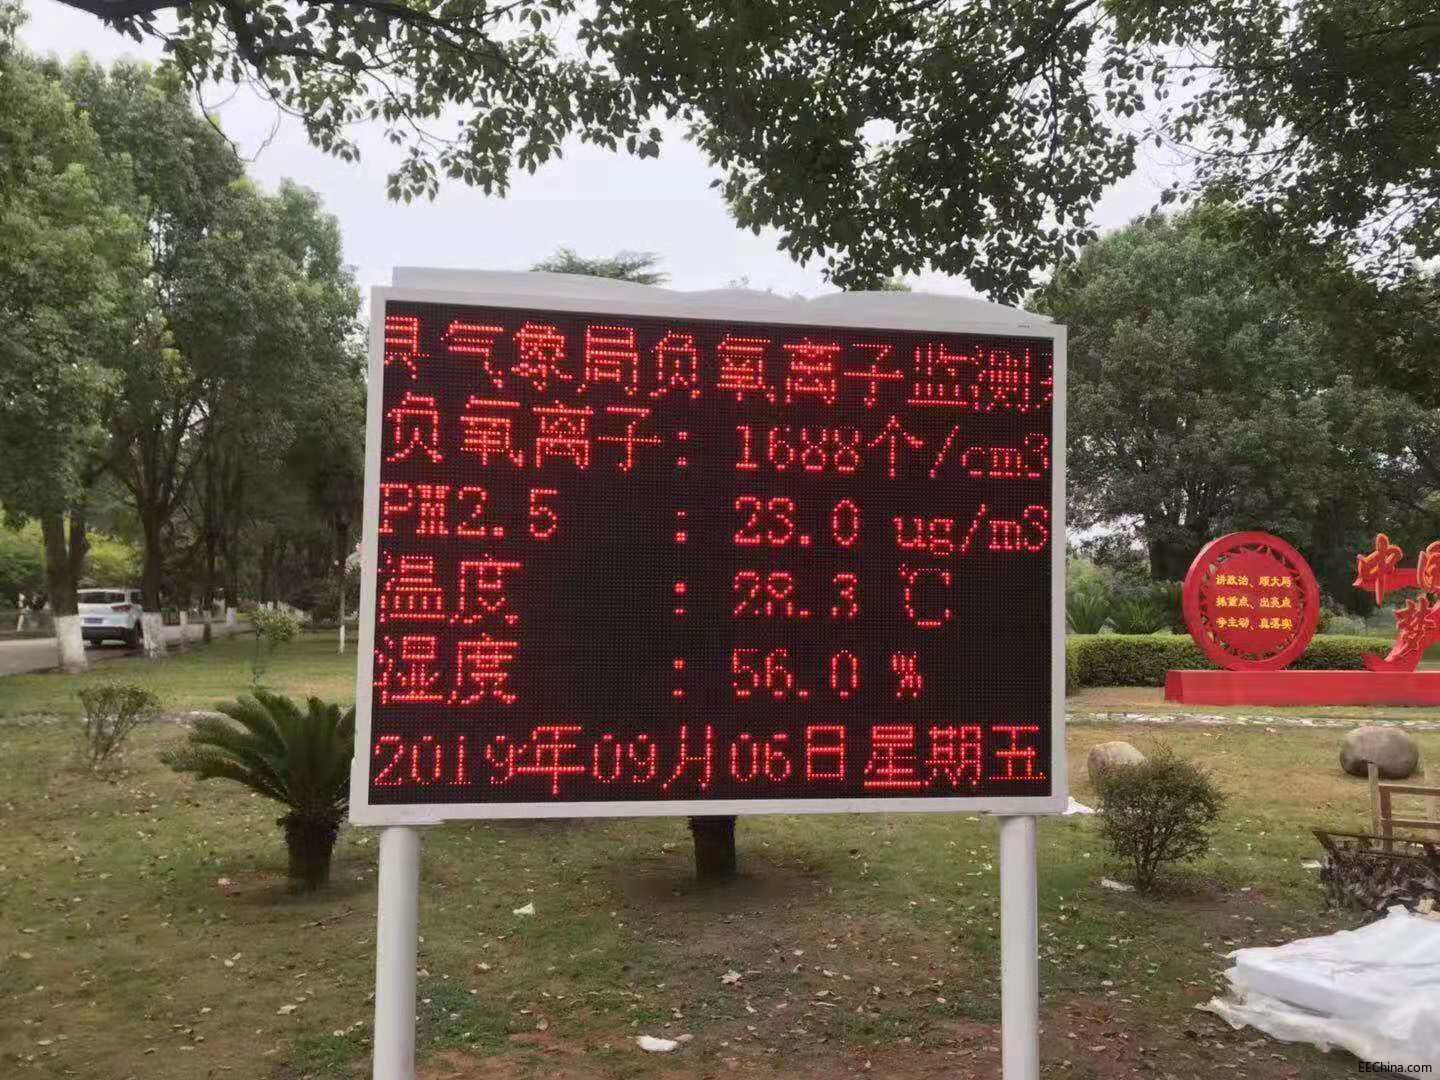 县气象局负氧离子监测
负氧离子：1688个/cm3
PM2.5 ：23.0 ug/m3
温度 ：28.3 ℃
湿度 ：56.0 %
2019年09月06日星期五
讲政治、顾大局
抓重点、出亮点
争主动、真落实
中国
梦
EEChina.com